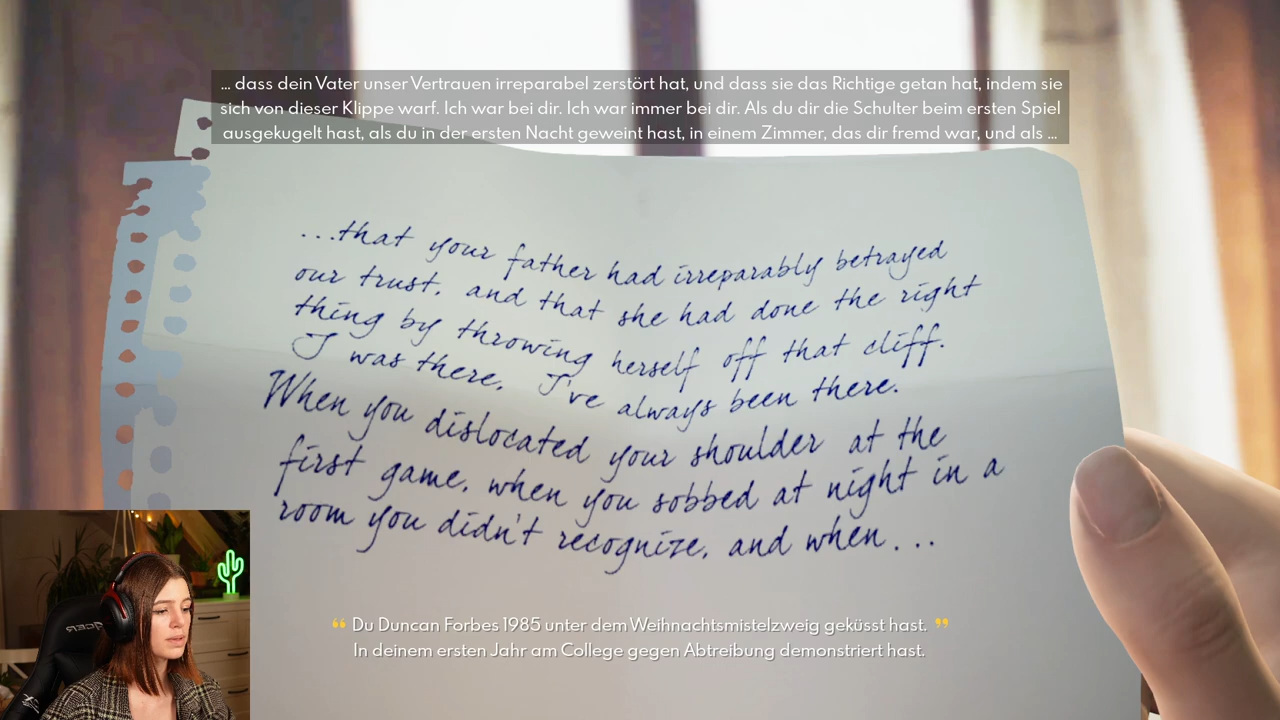 ... dass dein Vater unser Vertrauen irreparabel zerstört hat, und dass sie das Richtige getan hat, indem sie
sich von dieser Klippe warf. Ich war bei dir. Ich war immer bei dir. Als du dir die Schulter beim ersten Spiel
ausgekugelt hast, als du in der ersten Nacht geweint hast, in einem Zimmer, das dir fremd war, und als ...
...that your father had irreparably betrayed
our trust, and that she had done the right
thing by throwing herself off that cliff.
I was there, I've always been there.
When you dislocated your shoulder at the
first game, when you sobbed at night in a
room you didn't recognize, and when...
“ Du Duncan Forbes 1985 unter dem Weihnachtsmistelzweig geküsst hast. ”
In deinem ersten Jahr am College gegen Abtreibung demonstriert hast.